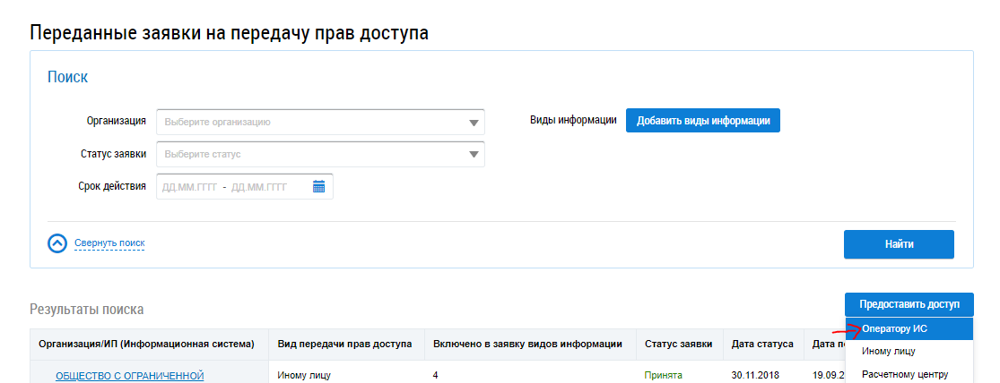 Переданные заявки на передачу прав доступа
Поиск
Организация Выберите организацию Виды информации Добавить виды информации
Статус заявки Выберите статус
Срок действия ДД.ММ.ГГГГ - ДД.ММ.ГГГГ
Свернуть поиск Найти
Результаты поиска Предоставить доступ
Оператору ИС
Иному лицу
Расчетному центру
Организация/ИП (Информационная система) Вид передачи прав доступа Включено в заявку видов информации Статус заявки Дата статуса Дата
ОБЩЕСТВО С ОГРАНИЧЕННОЙ Иному лицу 4 Принята 30.11.2018 19.09.2